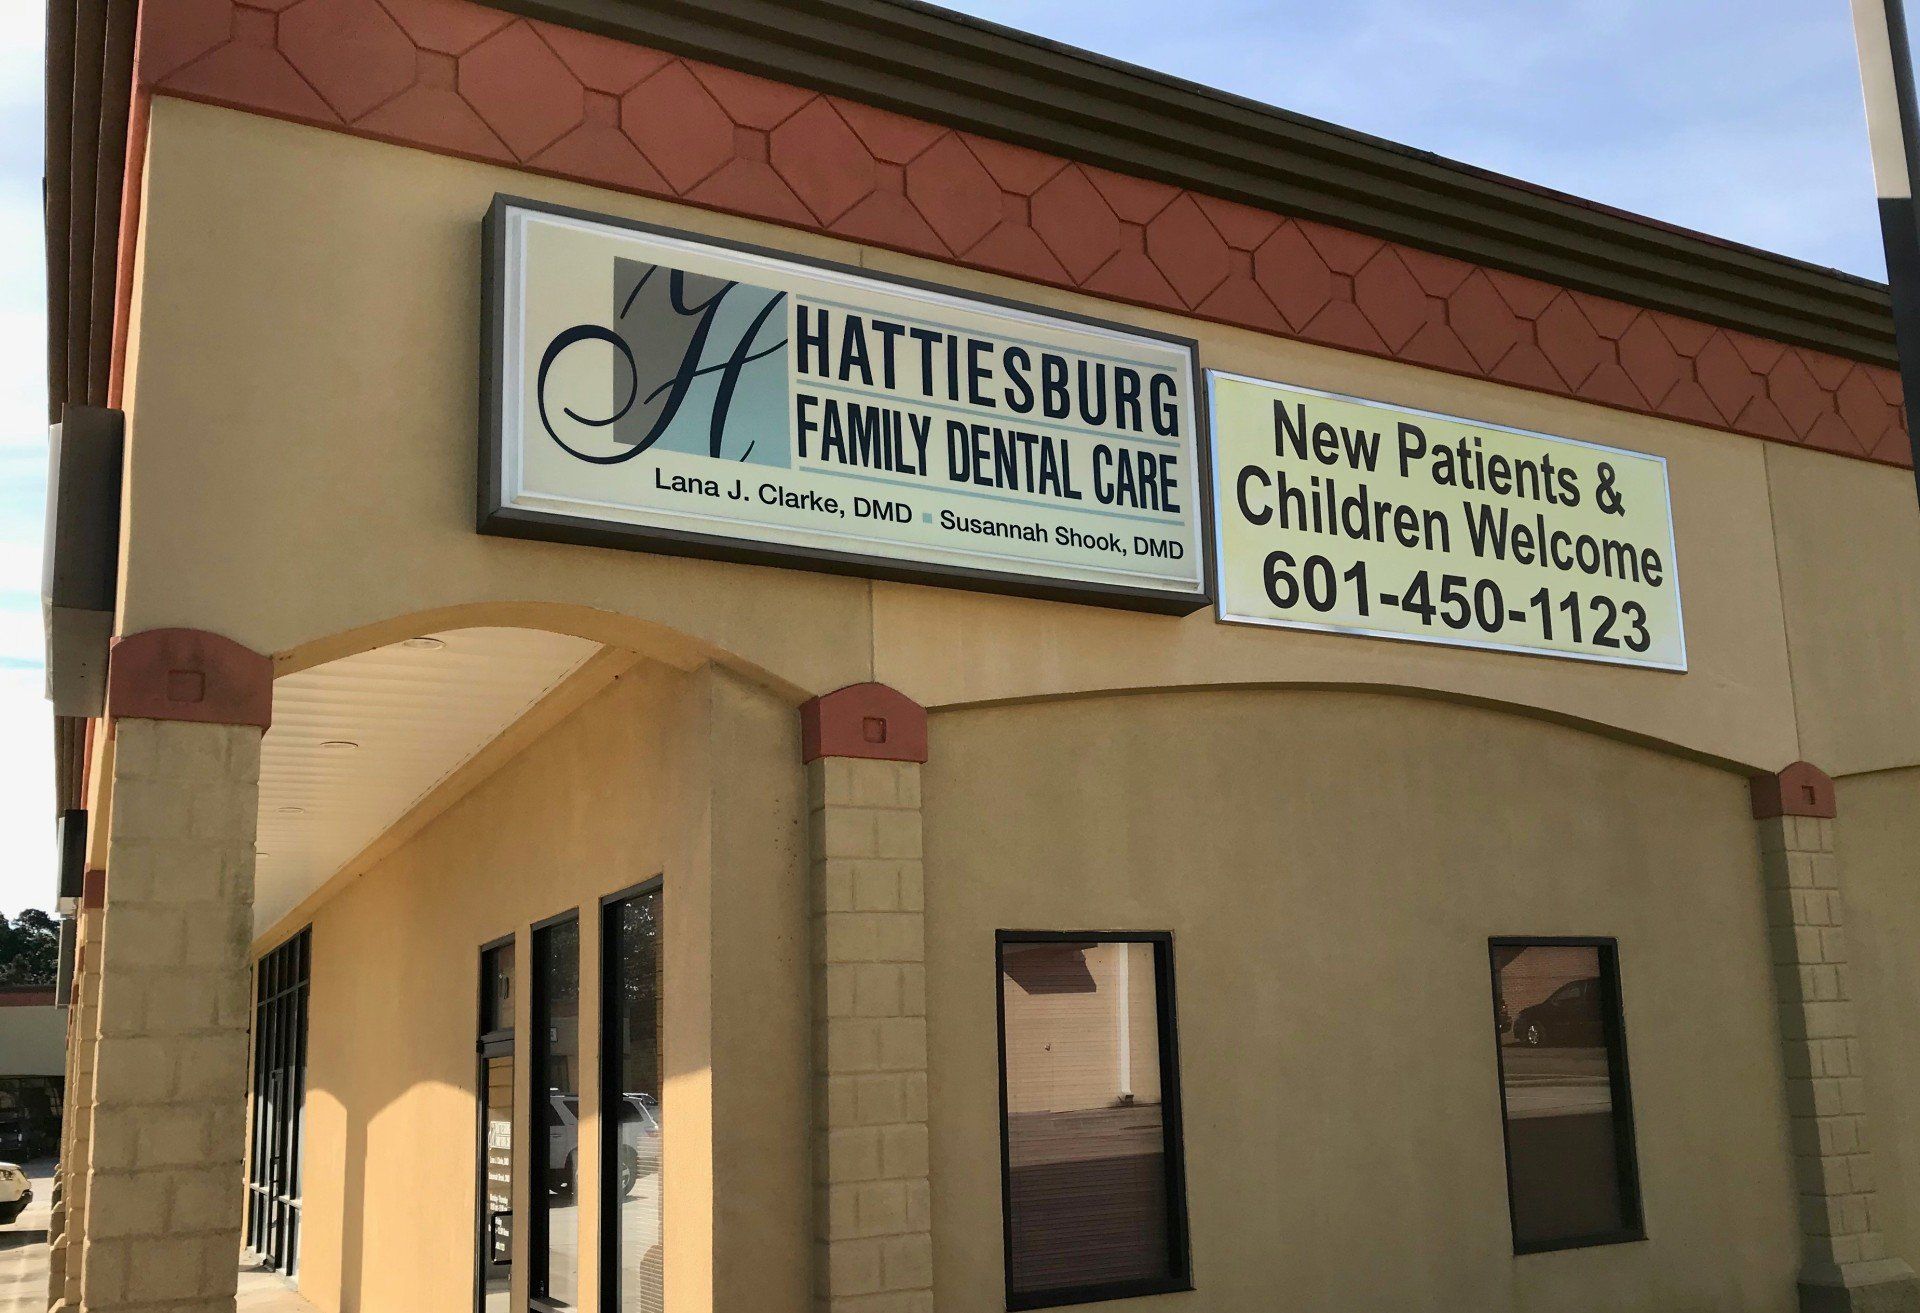 H
HATTIESBURG
FAMILY DENTAL CARE
Lana J. Clarke, DMD ▪ Susannah Shook, DMD
New Patients &
Children Welcome
601-450-1123